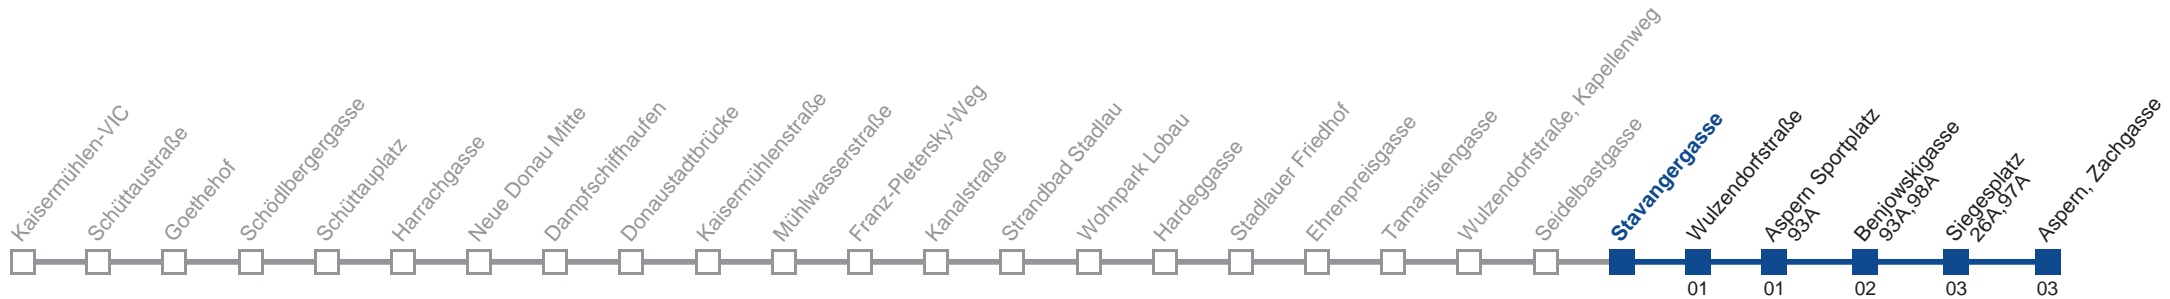 Kaisermühlen-VIC
Schüttaustraße
Goethehof
Schödlbergergasse
Schüttauplatz
Harrachgasse
Neue Donau Mitte
Dampfschiffhaufen
Donaustadtbrücke
Kaisermühlenstraße
Mühlwasserstraße
Franz-Pletersky-Weg
Kanalstraße
Strandbad Stadlau
Wohnpark Lobau
Hardeggasse
Stadlauer Friedhof
Ehrenpreisgasse
Tamariskengasse
Wulzendorfstraße, Kapellenweg
Seidelbastgasse
Stavangergasse
Wulzendorfstraße
Aspern Sportplatz
93A
Benjowskigasse
93A,98A
Siegesplatz
26A,97A
Aspern, Zachgasse
01
01
02
03
03